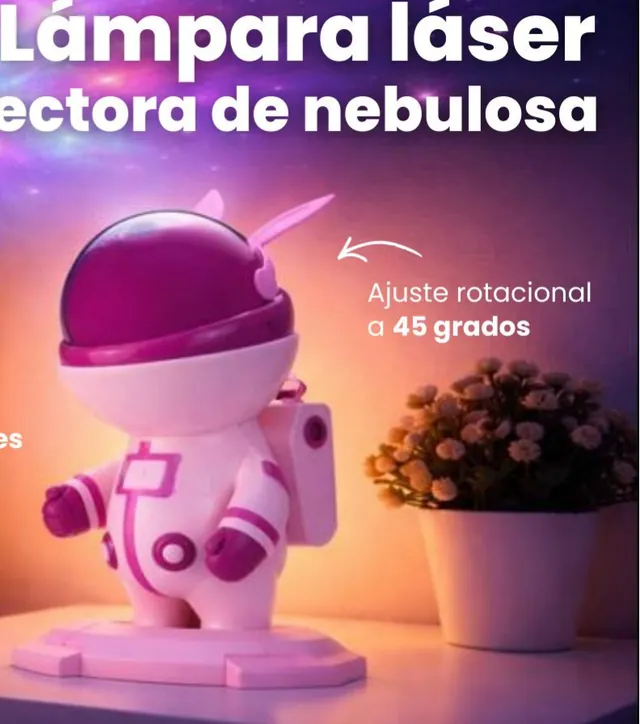 Lámpara láser
ectora de nebulosa
Ajuste rotacional
a 45 grados
es